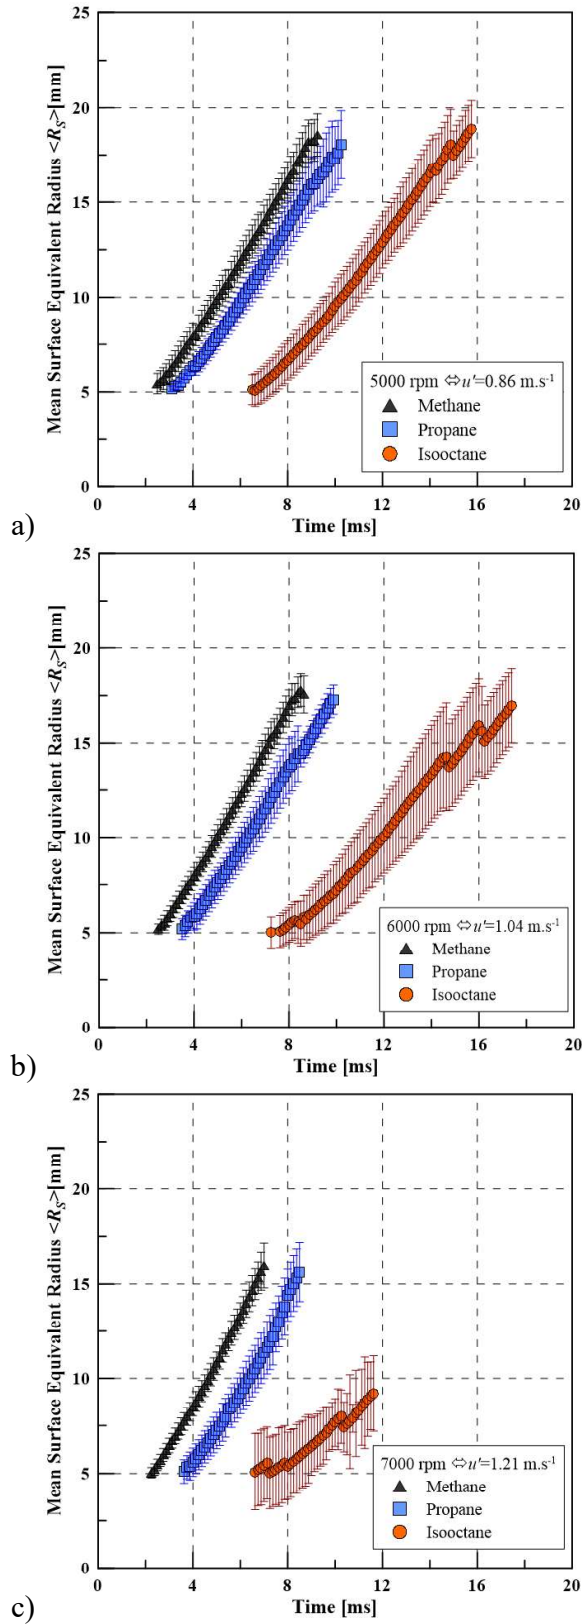 25
20
15
10
5
0
Mean Surface Equivalent Radius <R_S>[mm]
5000 rpm ⇔u'=0.86 m.s⁻¹
Methane
Propane
Isooctane
0 4 8 12 16 20
Time [ms]
a)
25
20
15
10
5
0
Mean Surface Equivalent Radius <R_S>[mm]
6000 rpm ⇔u'=1.04 m.s⁻¹
Methane
Propane
Isooctane
0 4 8 12 16 20
Time [ms]
b)
25
20
15
10
5
0
Mean Surface Equivalent Radius <R_S>[mm]
7000 rpm ⇔u'=1.21 m.s⁻¹
Methane
Propane
Isooctane
0 4 8 12 16 20
Time [ms]
c)